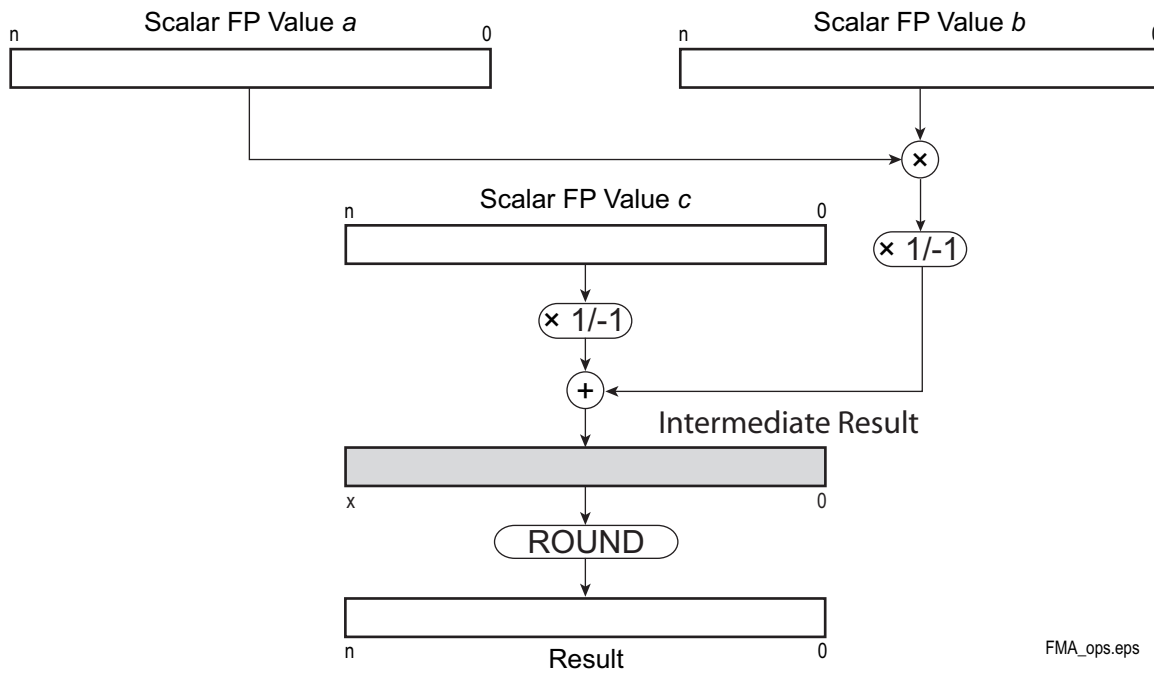 Scalar FP Value a
n 0
Scalar FP Value b
n 0
×
Scalar FP Value c
n 0
× 1/-1
× 1/-1
+
Intermediate Result
x 0
ROUND
n 0
Result
FMA_ops.eps